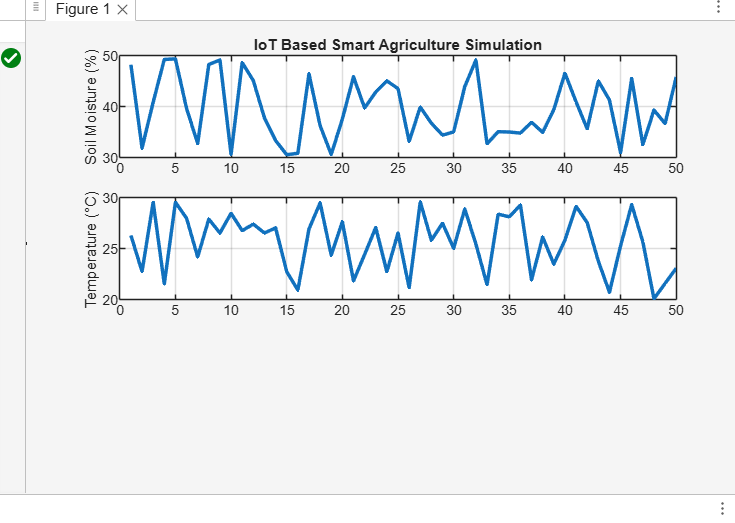 Figure 1
IoT Based Smart Agriculture Simulation
Soil Moisture (%)
50
40
30
0 5 10 15 20 25 30 35 40 45 50
Temperature (°C)
30
25
20
0 5 10 15 20 25 30 35 40 45 50